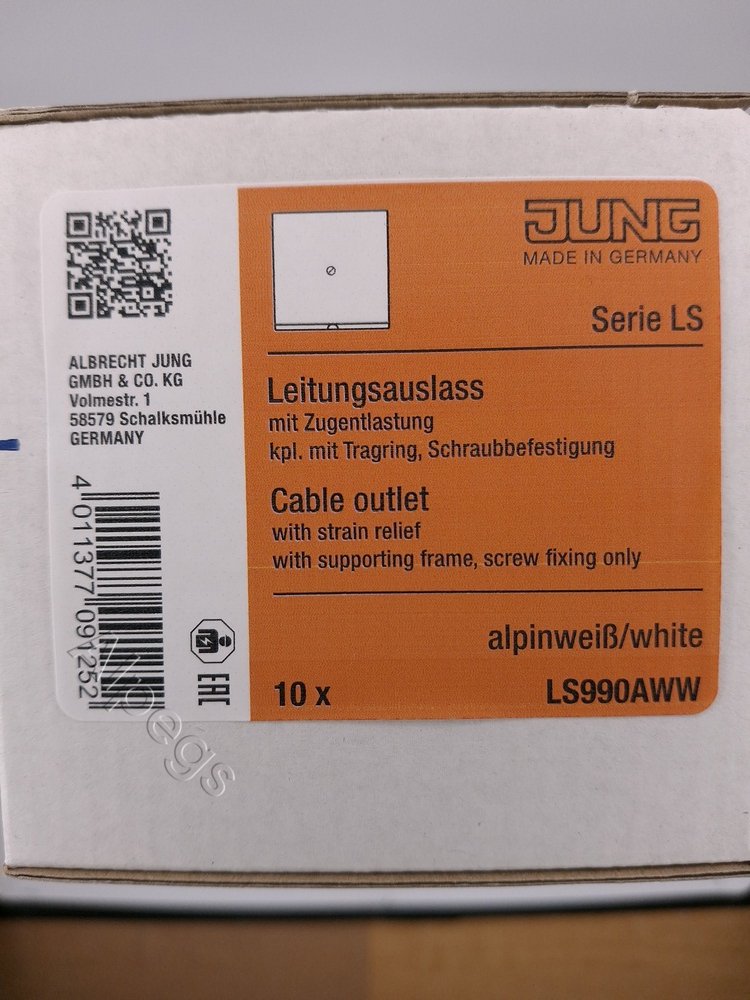 ALBRECHT JUNG
GMBH & CO. KG
Volmestr. 1
58579 Schalksmühle
GERMANY
4 011377 091252
EAC
JUNG
MADE IN GERMANY
Serie LS
Leitungsauslass
mit Zugentlastung
kpl. mit Tragring, Schraubbefestigung
Cable outlet
with strain relief
with supporting frame, screw fixing only
alpinweiß/white
10 x
LS990AWW
Alpegs